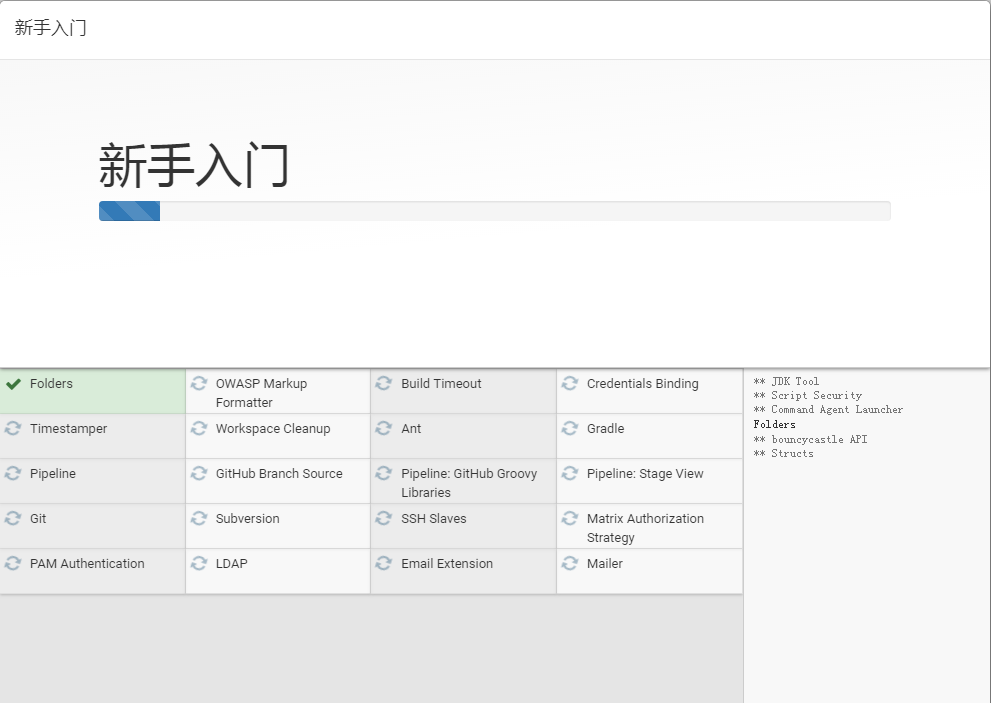 新手入门
新手入门
Folders
OWASP Markup
Formatter
Build Timeout
Credentials Binding
Timestamper
Workspace Cleanup
Ant
Gradle
Pipeline
GitHub Branch Source
Pipeline: GitHub Groovy
Libraries
Pipeline: Stage View
Git
Subversion
SSH Slaves
Matrix Authorization
Strategy
PAM Authentication
LDAP
Email Extension
Mailer
** JDK Tool
** Script Security
** Command Agent Launcher
Folders
** bouncycastle API
** Structs